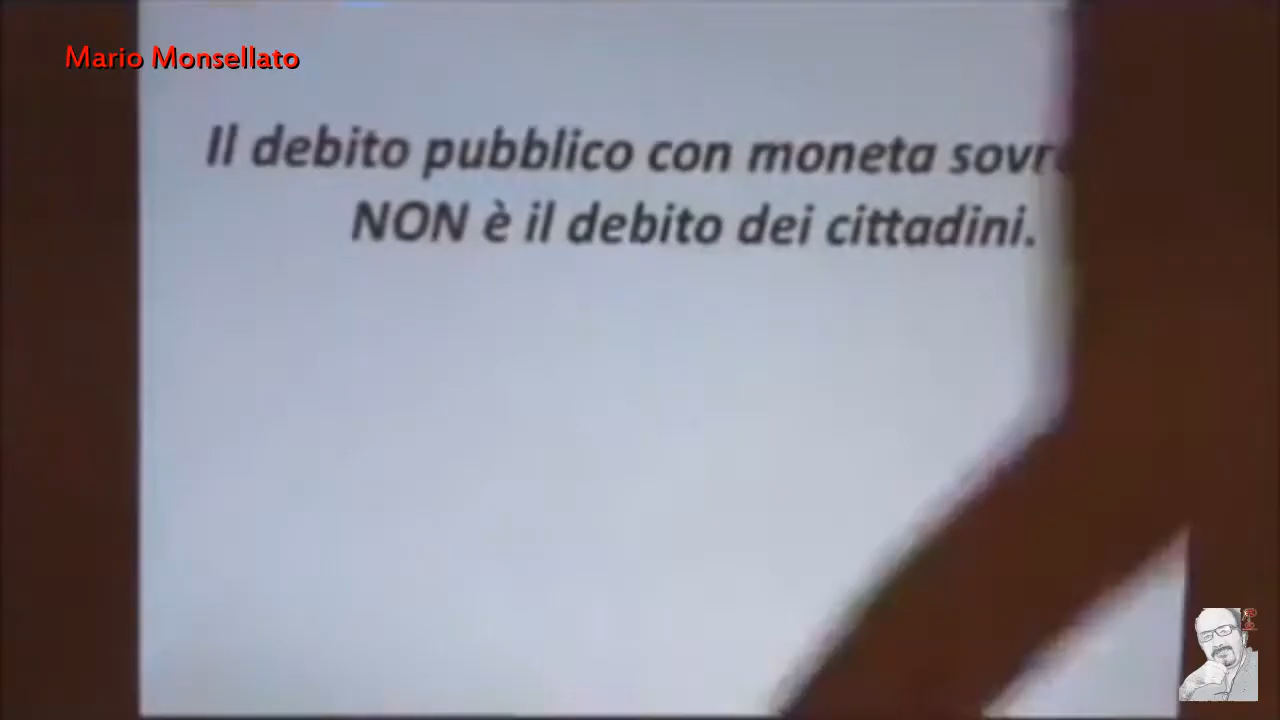 Mario Monsellato
Il debito pubblico con moneta
NON è il debito dei cittadini.